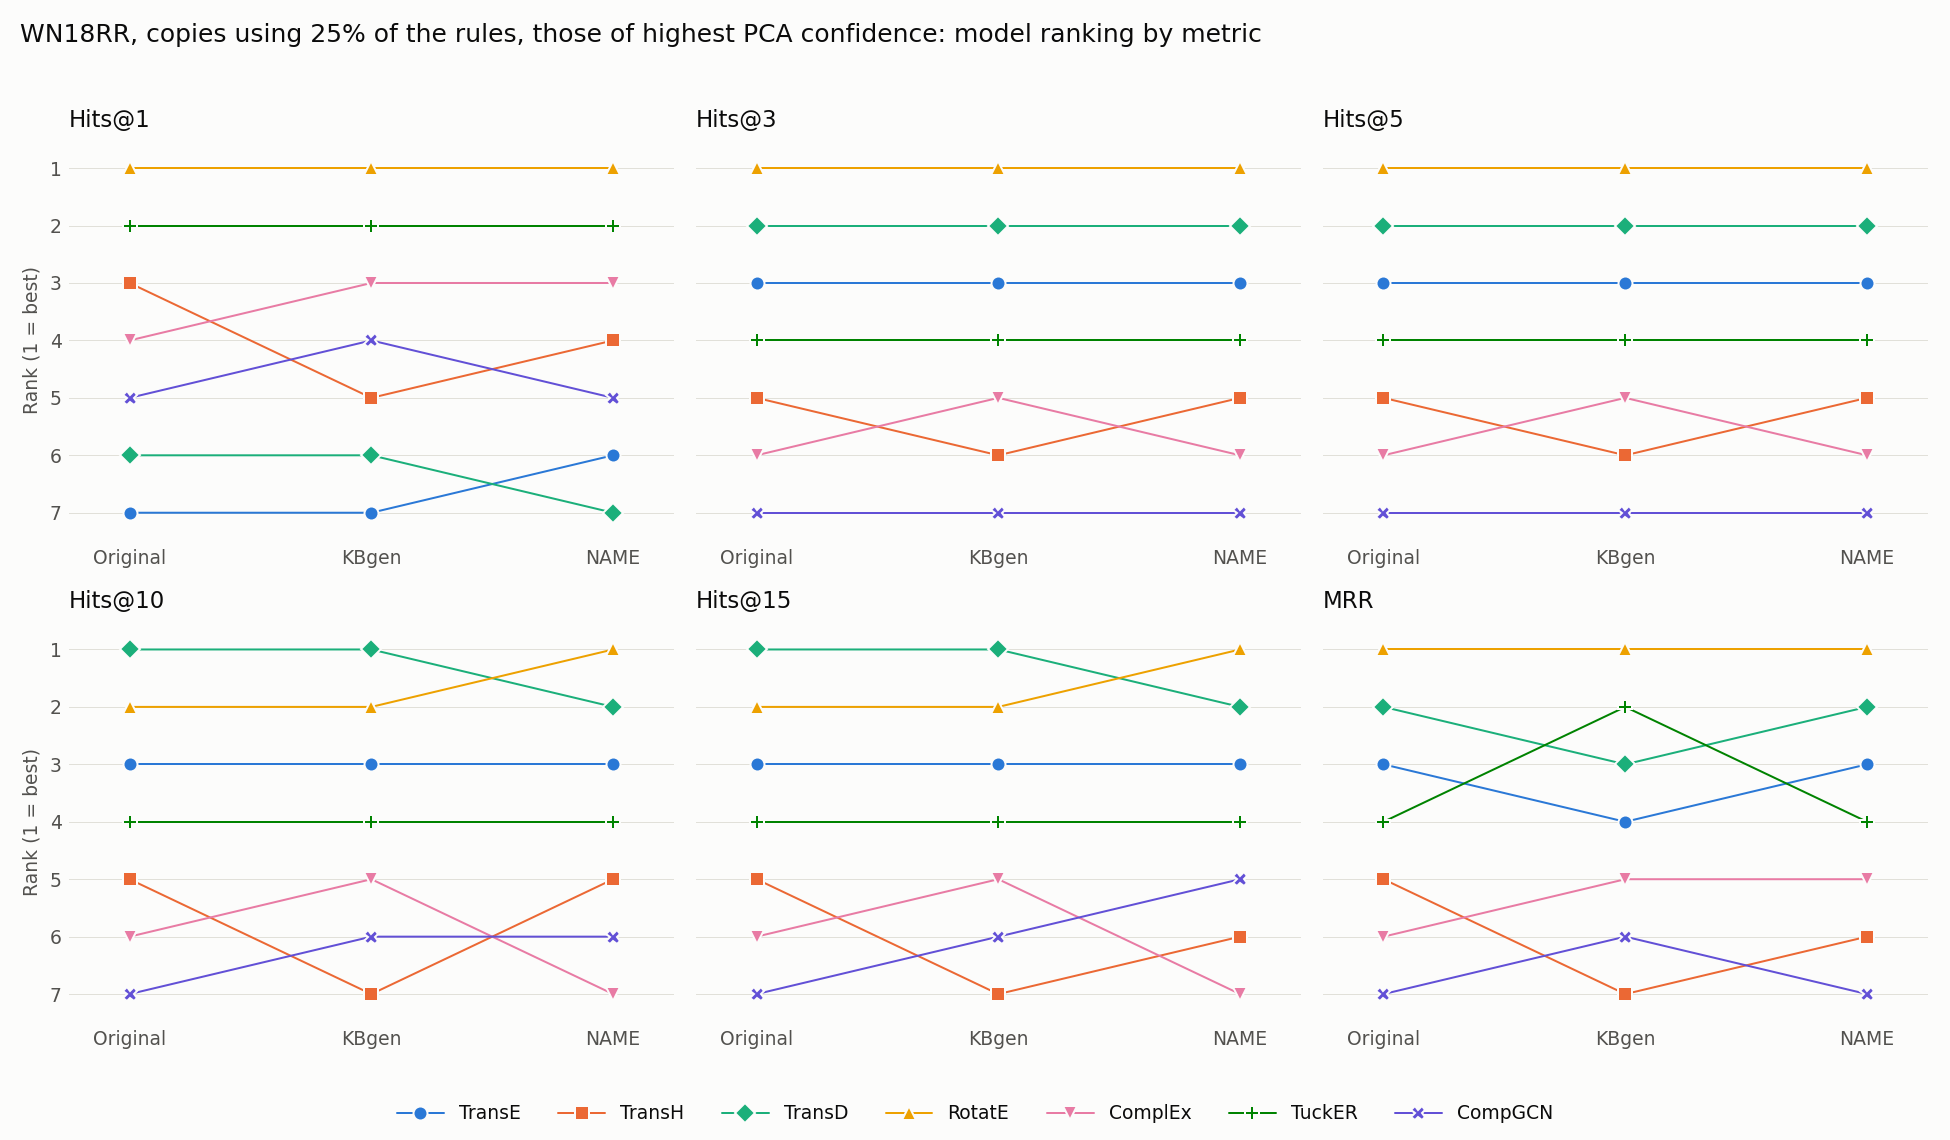 WN18RR, copies using 25% of the rules, those of highest PCA confidence: model ranking by metric
Hits@1
Hits@3
Hits@5
Rank (1 = best)
1
2
3
4
5
6
7
Original
KBgen
NAME
Original
KBgen
NAME
Original
KBgen
NAME
Hits@10
Hits@15
MRR
Rank (1 = best)
1
2
3
4
5
6
7
Original
KBgen
NAME
Original
KBgen
NAME
Original
KBgen
NAME
TransE
TransH
TransD
RotatE
ComplEx
TuckER
CompGCN